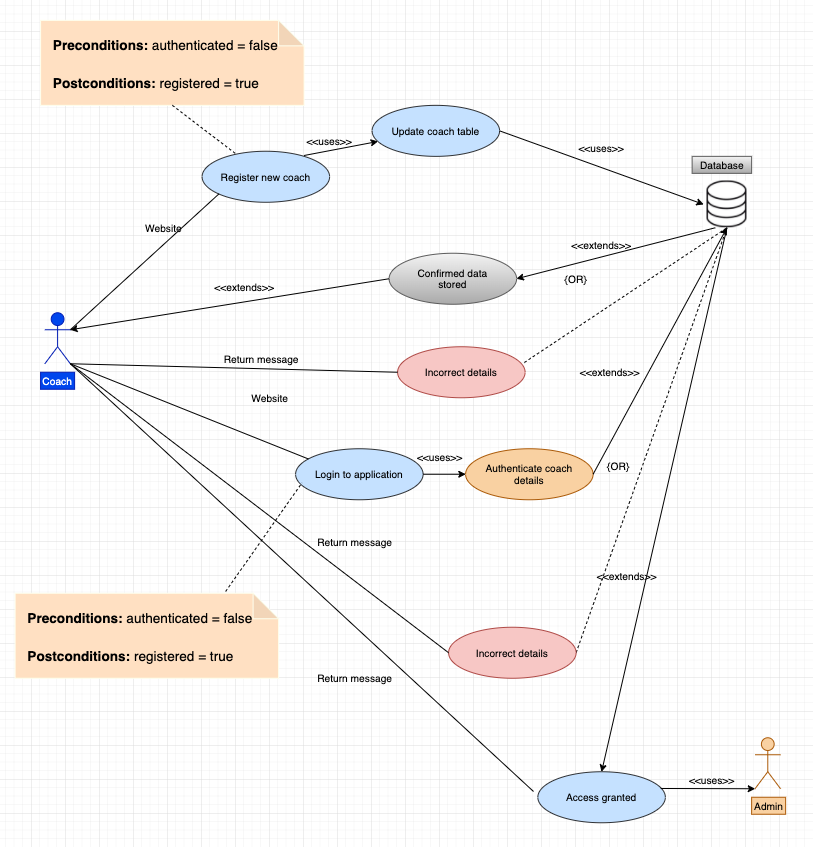 Preconditions: authenticated = false
Postconditions: registered = true
<<uses>>
Update coach table
<<uses>>
Database
Register new coach
Website
<<extends>>
Confirmed data
stored
{OR}
<<extends>>
Return message
Incorrect details
<<extends>>
Coach
Website
<<uses>>
Login to application
Authenticate coach
details
{OR}
Return message
<<extends>>
Preconditions: authenticated = false
Postconditions: registered = true
Incorrect details
Return message
<<uses>>
Access granted
Admin